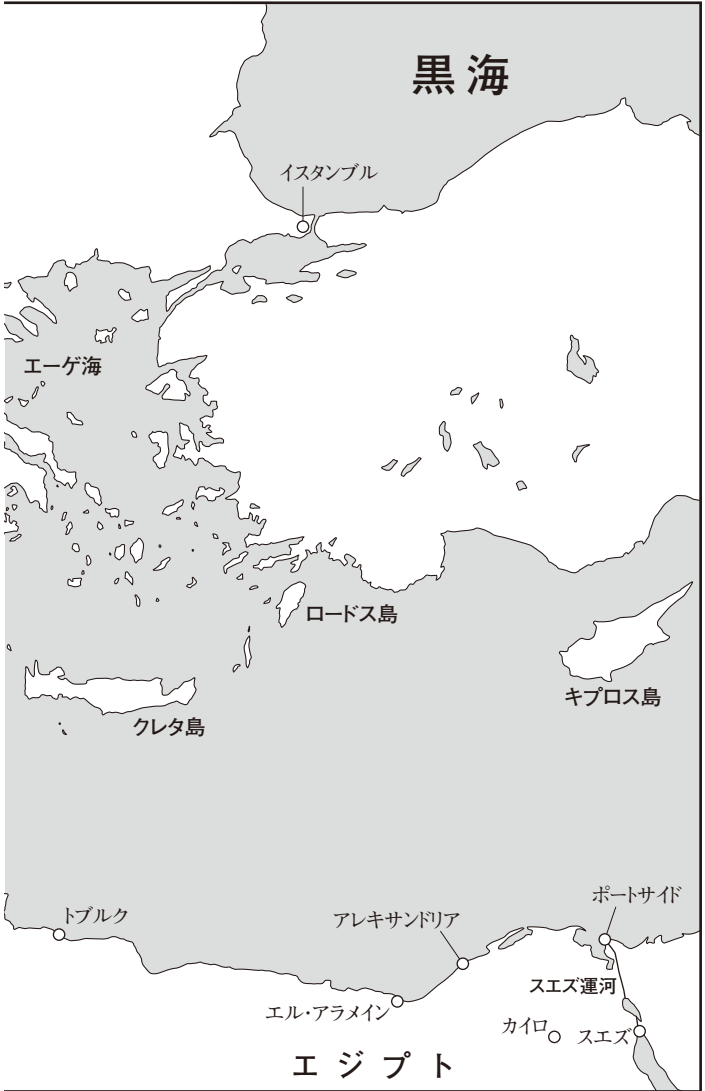 黒海
イスタンブル
エーゲ海
ロードス島
キプロス島
クレタ島
ポートサイド
トブルク
アレキサンドリア
スエズ運河
エル・アラメイン
カイロ
スエズ
エジプト